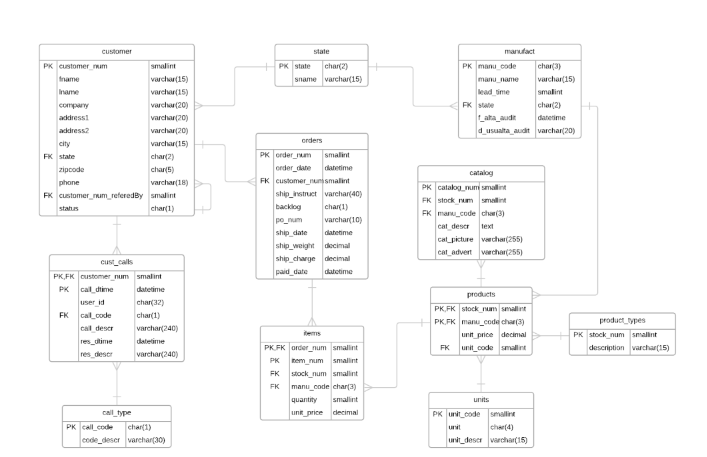 customer
PK customer_num smallint
fname varchar(15)
lname varchar(15)
company varchar(20)
address1 varchar(20)
address2 varchar(20)
city varchar(15)
FK state char(2)
zipcode char(5)
phone varchar(18)
FK customer_num_referedBy smallint
status char(1)
state
PK state char(2)
sname varchar(15)
manufact
PK manu_code char(3)
manu_name varchar(15)
lead_time smallint
FK state char(2)
f_alta_audit datetime
d_usualta_audit varchar(20)
orders
PK order_num smallint
order_date datetime
FK customer_num smallint
ship_instruct varchar(40)
backlog char(1)
po_num varchar(10)
ship_date datetime
ship_weight decimal
ship_charge decimal
paid_date datetime
catalog
PK catalog_num smallint
FK stock_num smallint
FK manu_code char(3)
cat_descr text
cat_picture varchar(255)
cat_advert varchar(255)
cust_calls
PK,FK customer_num smallint
PK call_dtime datetime
user_id char(32)
FK call_code char(1)
call_descr varchar(240)
res_dtime datetime
res_descr varchar(240)
products
PK,FK stock_num smallint
PK,FK manu_code char(3)
unit_price decimal
FK unit_code smallint
product_types
PK stock_num smallint
description varchar(15)
items
PK,FK order_num smallint
PK item_num smallint
FK stock_num smallint
FK manu_code char(3)
quantity smallint
unit_price decimal
call_type
PK call_code char(1)
code_descr varchar(30)
units
PK unit_code smallint
unit char(4)
unit_descr varchar(15)